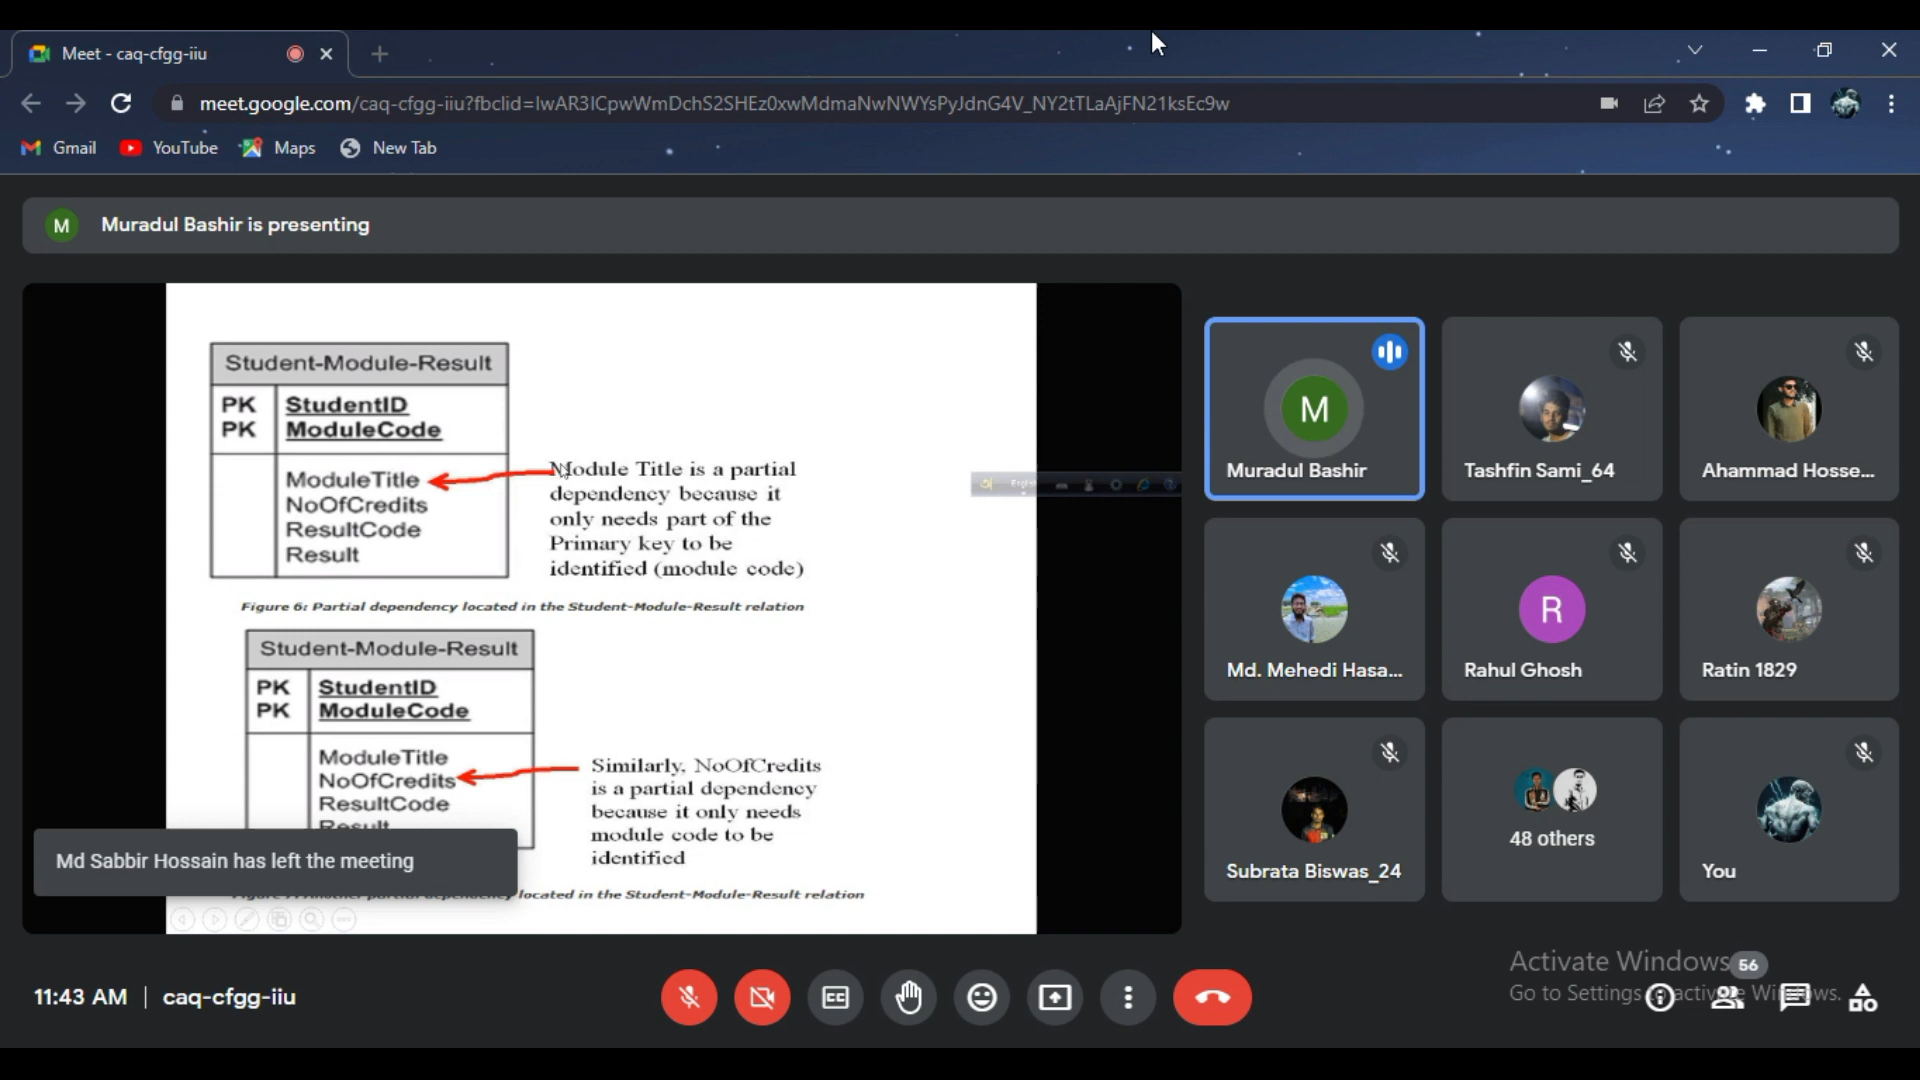 Meet - caq-cfgg-iiu
meet.google.com/caq-cfgg-iiu?fbclid=IwAR3ICpwWmDchS2SHEz0xwMdmaNwNWYsPyJdnG4V_NY2tTLaAjFN21ksEc9w
Gmail YouTube Maps New Tab
M Muradul Bashir is presenting
Student-Module-Result
PK StudentID
PK ModuleCode
ModuleTitle
NoOfCredits
ResultCode
Result
Module Title is a partial
dependency because it
only needs part of the
Primary key to be
identified (module code)
Figure 6: Partial dependency located in the Student-Module-Result relation
Student-Module-Result
PK StudentID
PK ModuleCode
ModuleTitle
NoOfCredits
ResultCode
Result
Similarly, NoOfCredits
is a partial dependency
because it only needs
module code to be
identified
located in the Student-Module-Result relation
Md Sabbir Hossain has left the meeting
M
Muradul Bashir
Tashfin Sami_64
Ahammad Hosse...
Md. Mehedi Hasa...
R
Rahul Ghosh
Ratin 1829
Subrata Biswas_24
48 others
You
11:43 AM | caq-cfgg-iiu
CC
Activate Windows
56
Go to Settings to activate Windows.